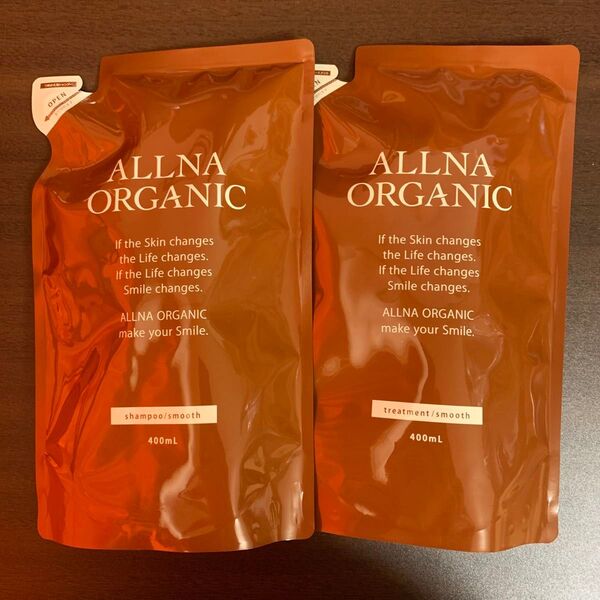 OPEN
ALLNA
ORGANIC
If the Skin changes
the Life changes.
If the Life changes
Smile changes.
ALLNA ORGANIC
make your Smile.
shampoo/smooth
400mL
ALLNA
ORGANIC
If the Skin changes
the Life changes.
If the Life changes
Smile changes.
ALLNA ORGANIC
make your Smile.
treatment/smooth
400mL